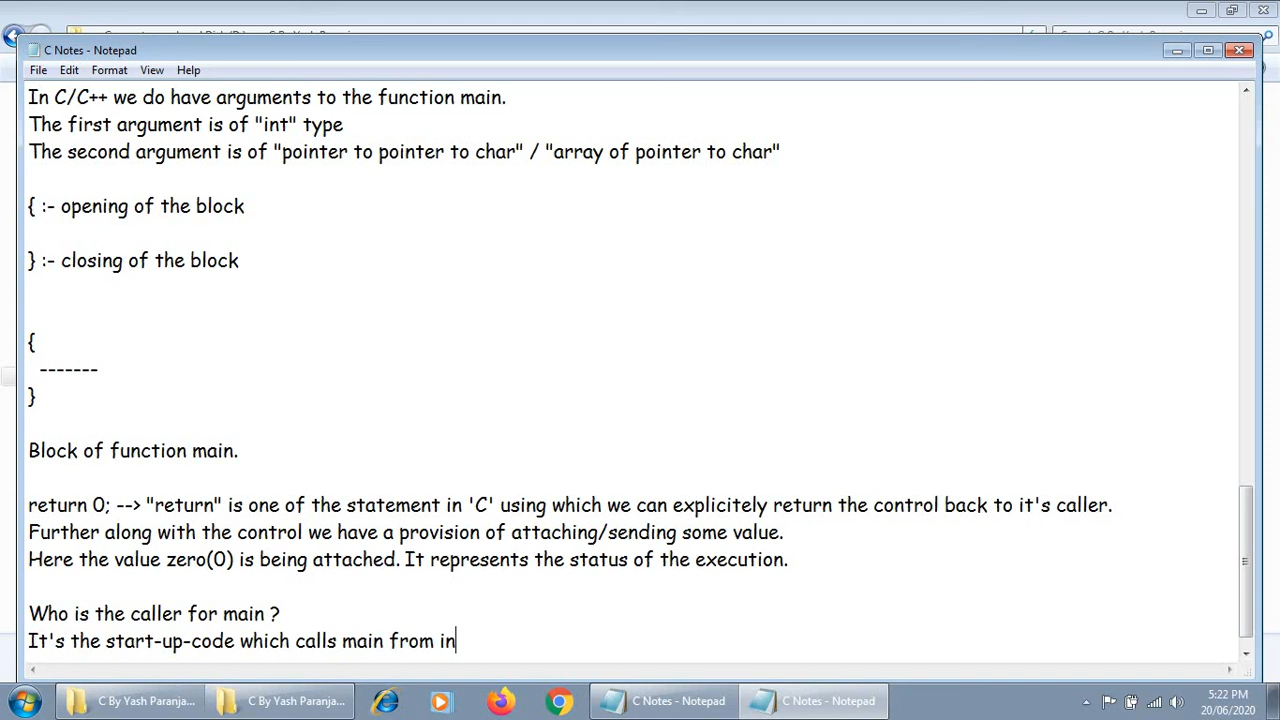 C Notes - Notepad
File Edit Format View Help
In C/C++ we do have arguments to the function main.
The first argument is of "int" type
The second argument is of "pointer to pointer to char" / "array of pointer to char"
{ :- opening of the block
} :- closing of the block
{
-------
}
Block of function main.
return 0; --> "return" is one of the statement in 'C' using which we can explicitely return the control back to it's caller.
Further along with the control we have a provision of attaching/sending some value.
Here the value zero(0) is being attached. It represents the status of the execution.
Who is the caller for main ?
It's the start-up-code which calls main from in
C By Yash Paranja... C By Yash Paranja... C Notes - Notepad C Notes - Notepad
5:22 PM
20/06/2020